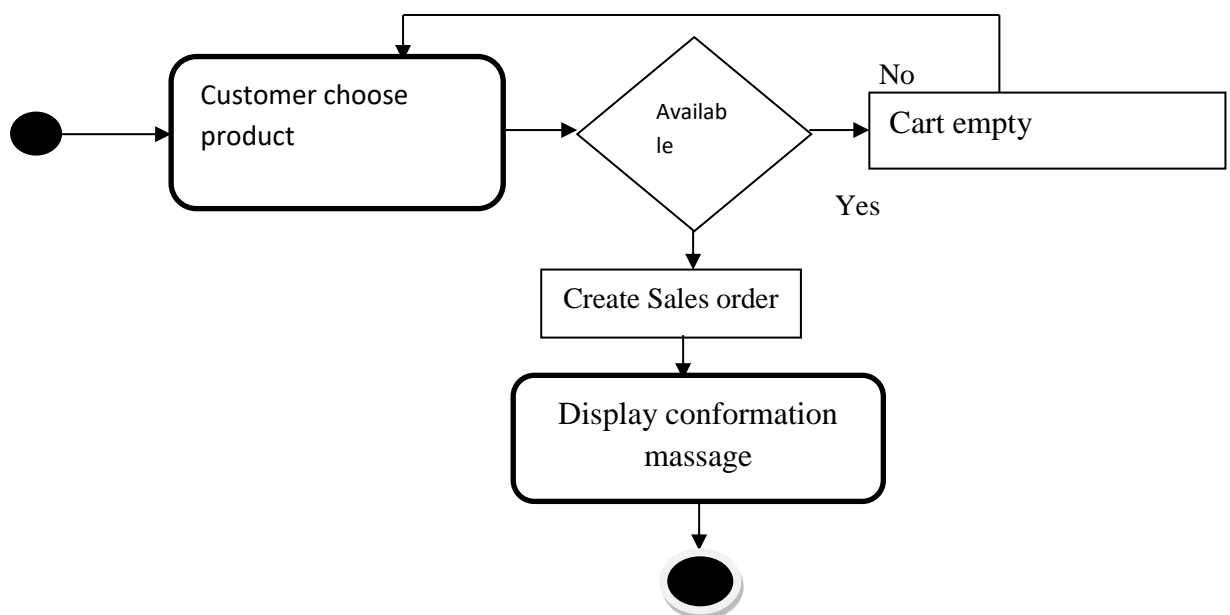 Customer choose
product
Availab
le
No
Cart empty
Yes
Create Sales order
Display conformation
massage